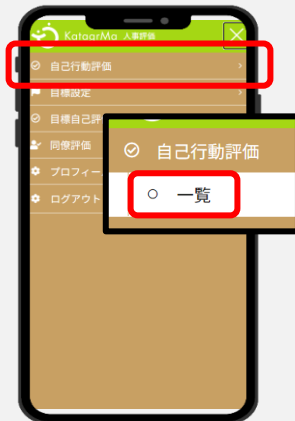 KatagrMa 人事評価
自己行動評価
目標設定
目標自己評
同僚評価
プロフィー
ログアウト
自己行動評価
一覧